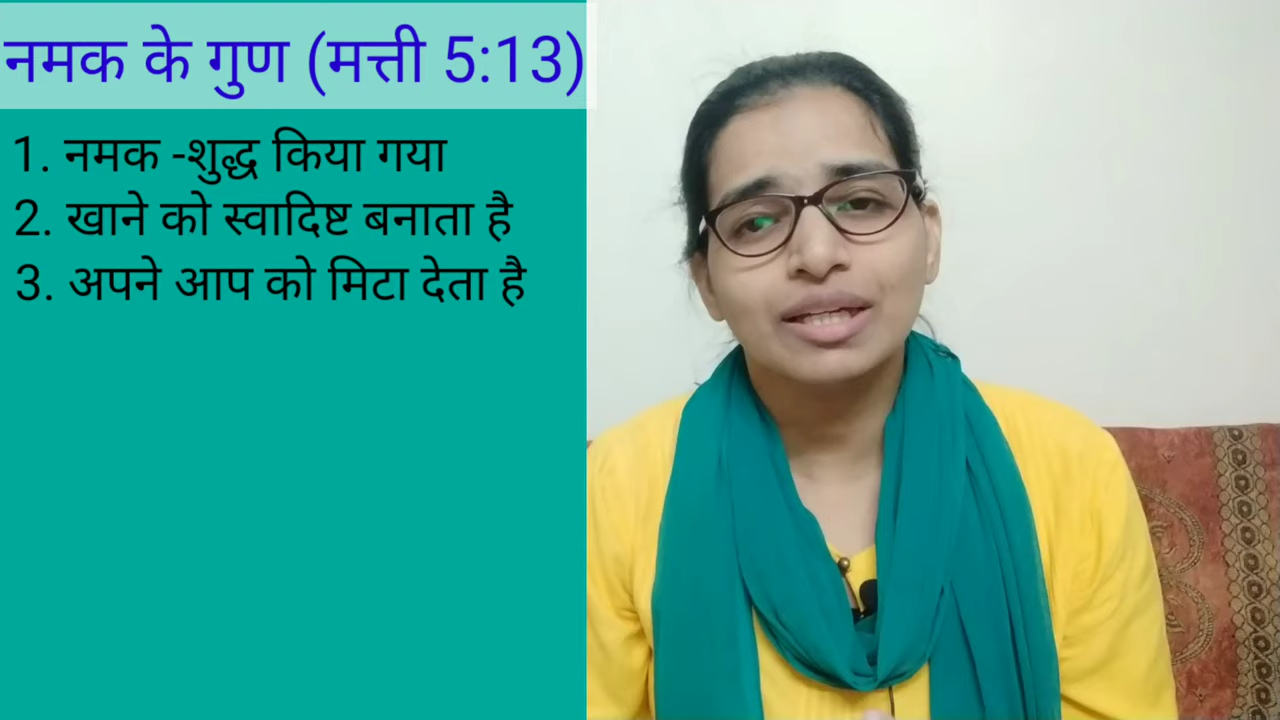 नमक के गुण (मत्ती 5:13)
1. नमक -शुद्ध किया गया
2. खाने को स्वादिष्ट बनाता है
3. अपने आप को मिटा देता है